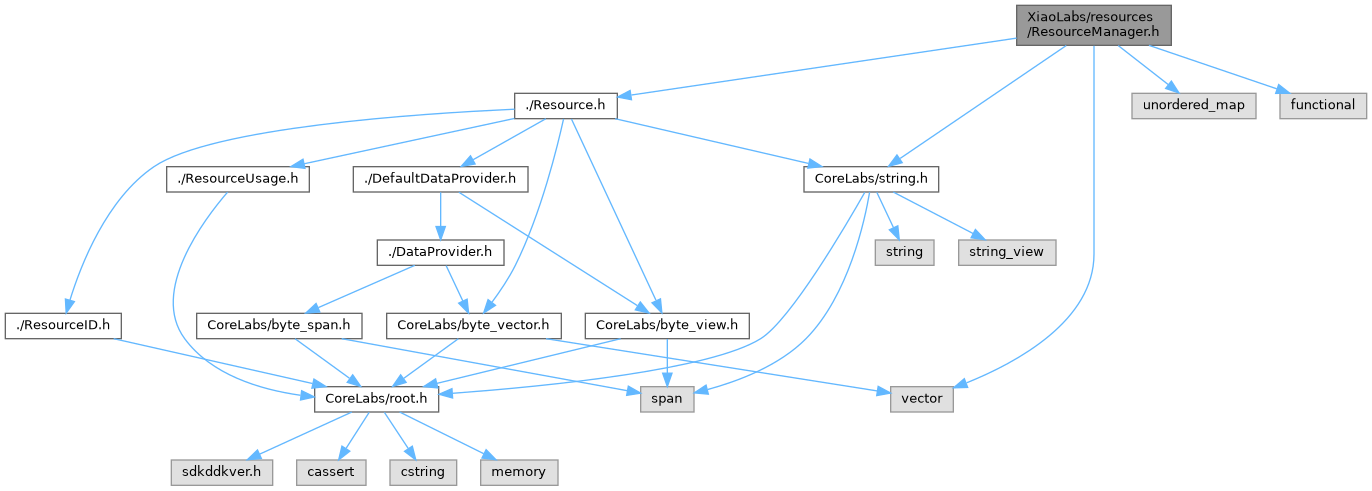 XiaoLabs/resources
/ResourceManager.h
./Resource.h
unordered_map
functional
./ResourceUsage.h
./DefaultDataProvider.h
CoreLabs/string.h
./DataProvider.h
string
string_view
./ResourceID.h
CoreLabs/byte_span.h
CoreLabs/byte_vector.h
CoreLabs/byte_view.h
CoreLabs/root.h
span
vector
sdkddkver.h
cassert
cstring
memory